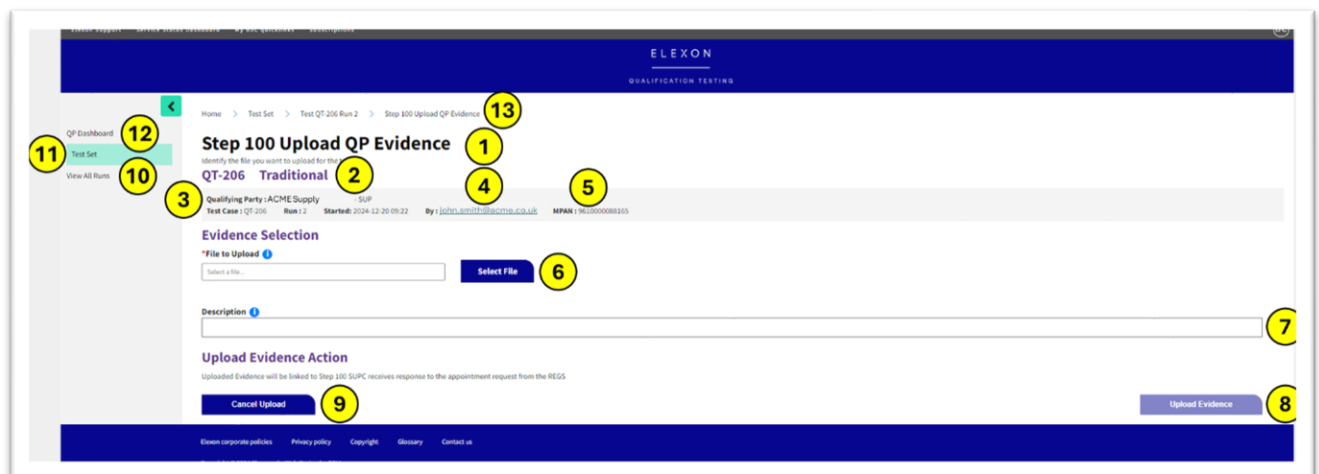 Elexon Support Service Status Dashboard My BSC Quicklinks Subscriptions
ELEXON
QUALIFICATION TESTING
Home > Test Set > Test QT-206 Run 2 > Step 100 Upload QP Evidence 13
QP Dashboard 12
11 Test Set
View All Runs 10
Step 100 Upload QP Evidence 1
Identify the file you want to upload for the
QT-206 Traditional 2
4
5
3 Qualifying Party : ACME Supply - SUP
Test Case : QT-206 Run : 2 Started: 2024-12-20 09:22 By : john.smith@acme.co.uk MPAN : 9610000088165
Evidence Selection
*File to Upload i
Select a file... Select File 6
Description i
7
Upload Evidence Action
Uploaded Evidence will be linked to Step 100 SUPC receives response to the appointment request from the REGS
Cancel Upload 9 Upload Evidence 8
Elexon corporate policies Privacy policy Copyright Glossary Contact us